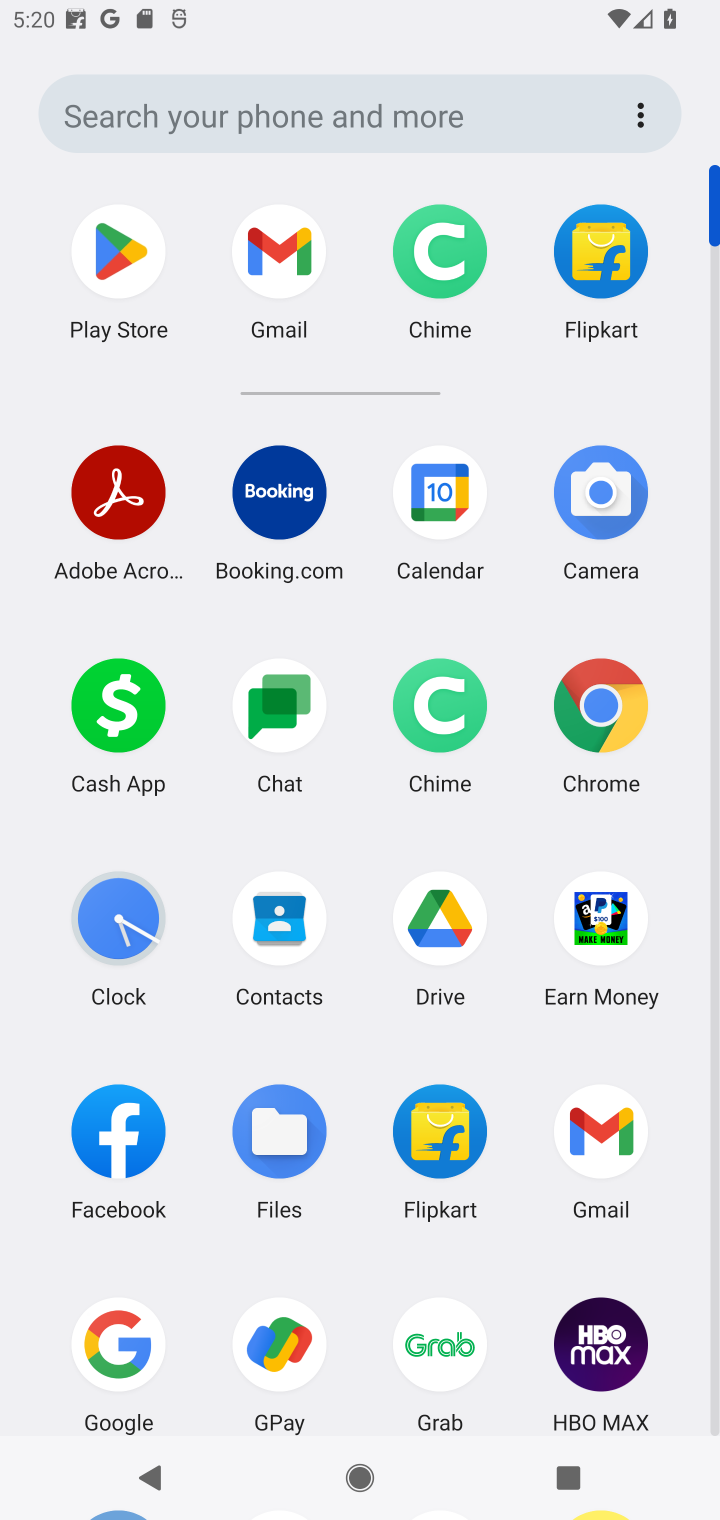 5:20
Search your phone and more
Play Store
Gmail
Chime
Flipkart
Booking
10
Adobe Acro...
Booking.com
Calendar
Camera
Cash App
Chat
Chime
Chrome
$100
MAKE MONEY
Clock
Contacts
Drive
Earn Money
Facebook
Files
Flipkart
Gmail
Grab
HBO
max
Google
GPay
Grab
HBO MAX